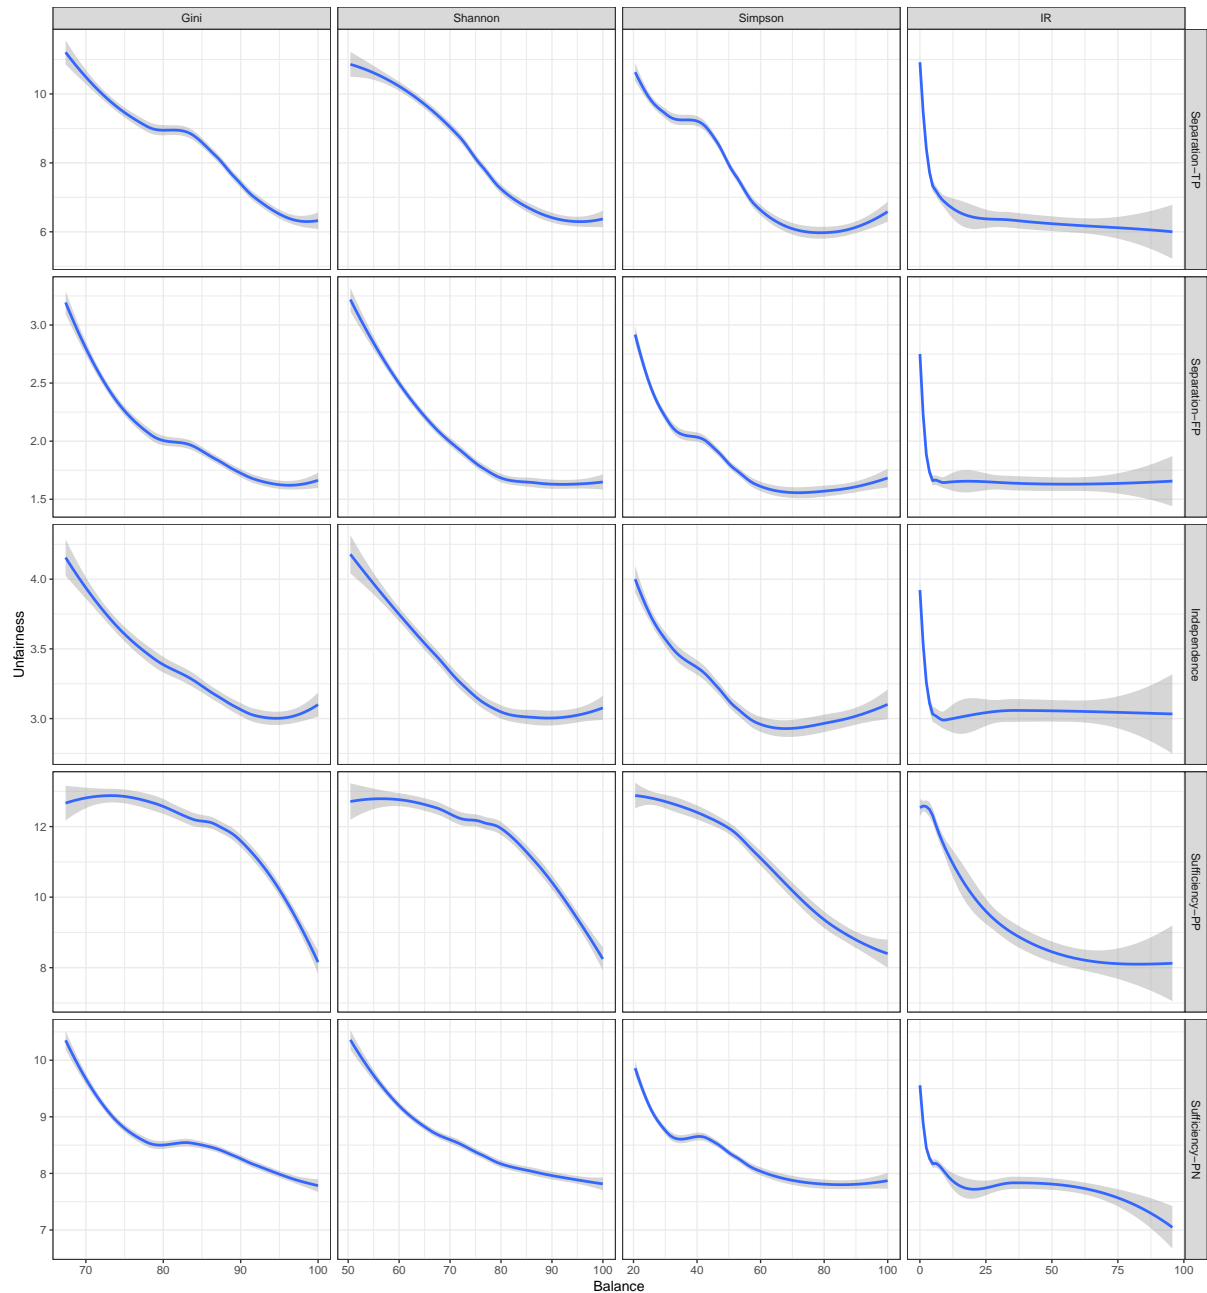 Gini Shannon Simpson IR
10
8
6
Separation−TP
3.0
2.5
2.0
1.5
Separation−FP
4.0
3.5
3.0
Independence
12
10
8
Sufficiency−PP
10
9
8
7
Sufficiency−PN
70 80 90 100 50 60 70 80 90 100 20 40 60 80 100 0 25 50 75 100
Balance
Unfairness